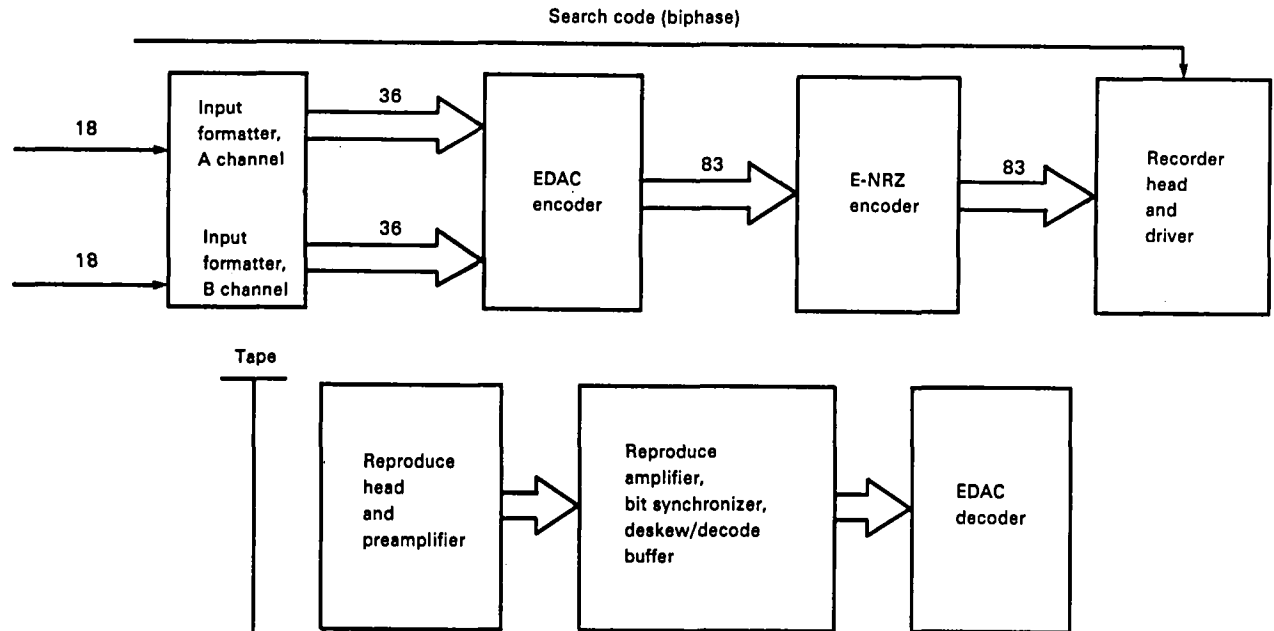 Search code (biphase)
18
Input
formatter,
A channel
36
EDAC
encoder
83
E-NRZ
encoder
83
Recorder
head
and
driver
18
Input
formatter,
B channel
36
Tape
Reproduce
head
and
preamplifier
Reproduce
amplifier,
bit synchronizer,
deskew/decode
buffer
EDAC
decoder